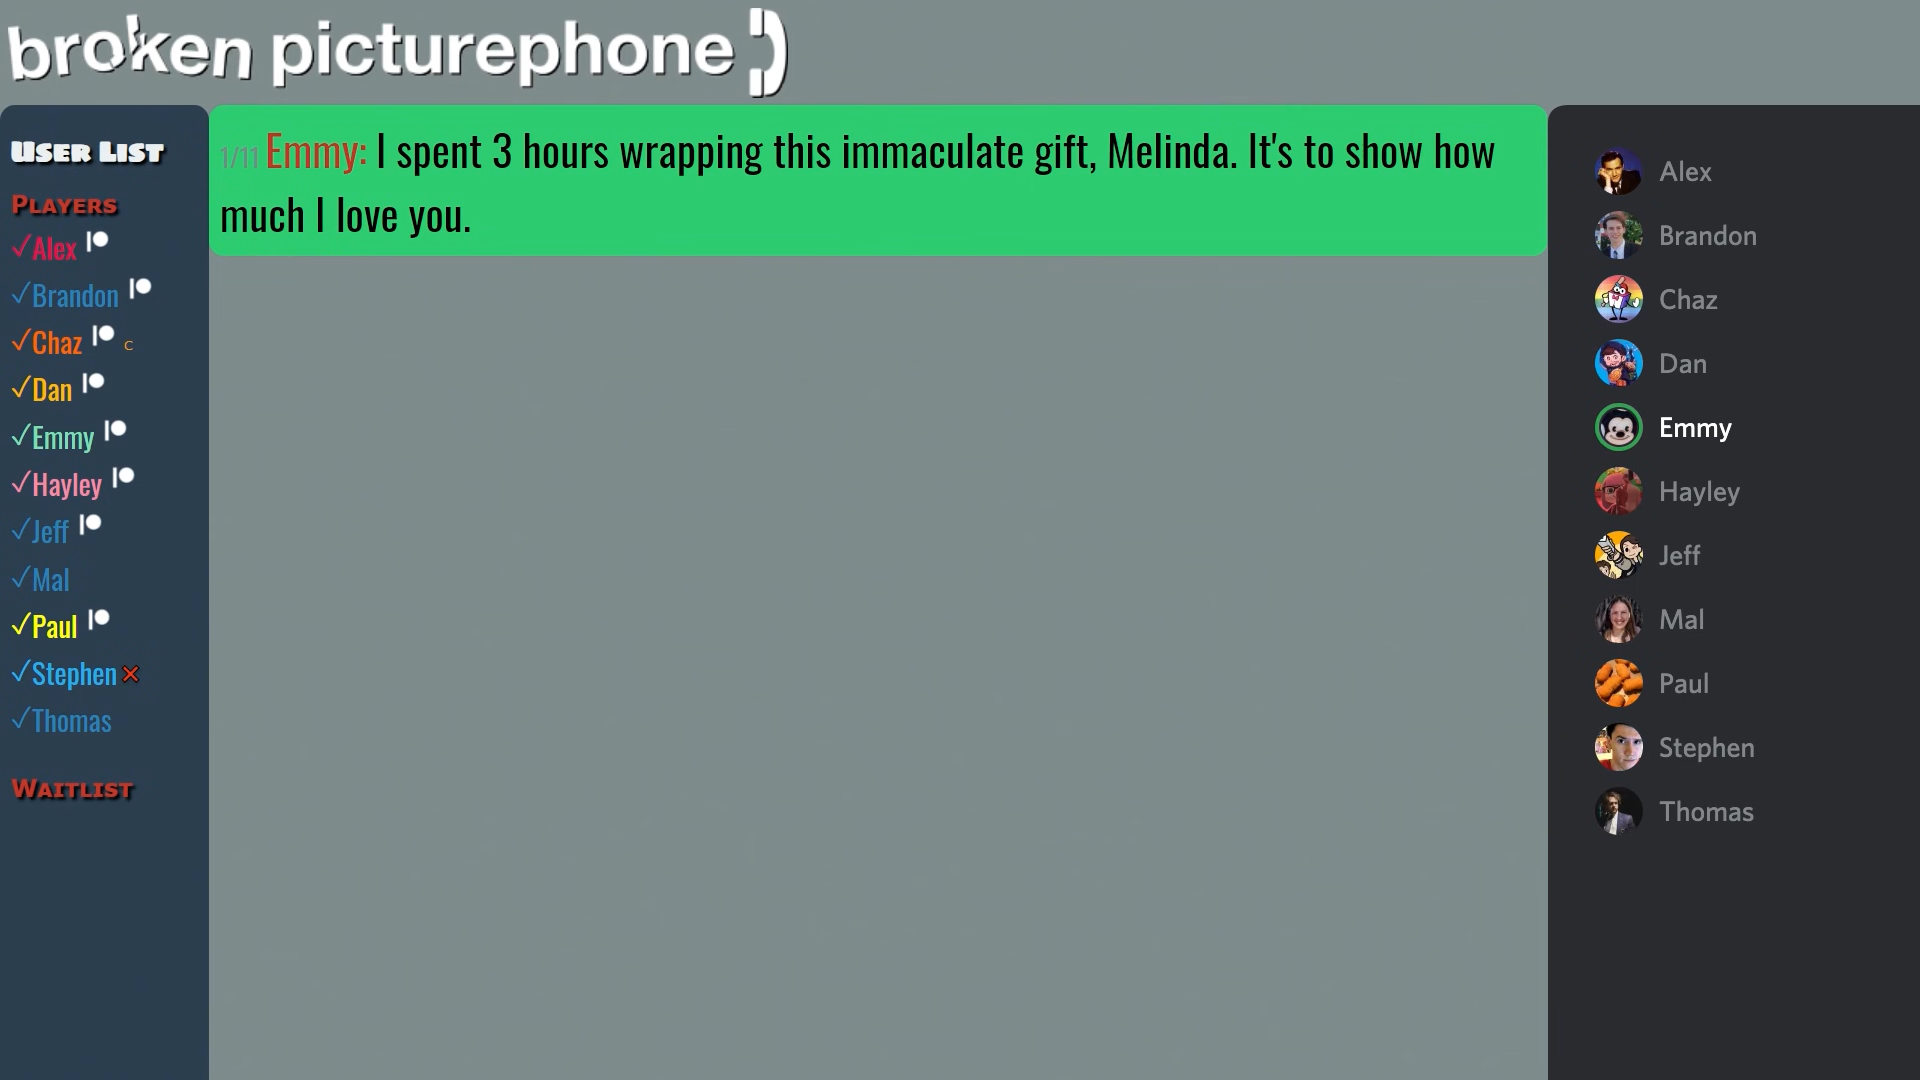 broken picturephone
User List
Players
✓Alex
✓Brandon
✓Chaz c
✓Dan
✓Emmy
✓Hayley
✓Jeff
✓Mal
✓Paul
✓Stephen ✕
✓Thomas
Waitlist
1/11 Emmy: I spent 3 hours wrapping this immaculate gift, Melinda. It's to show how
much I love you.
Alex
Brandon
Chaz
Dan
Emmy
Hayley
Jeff
Mal
Paul
Stephen
Thomas